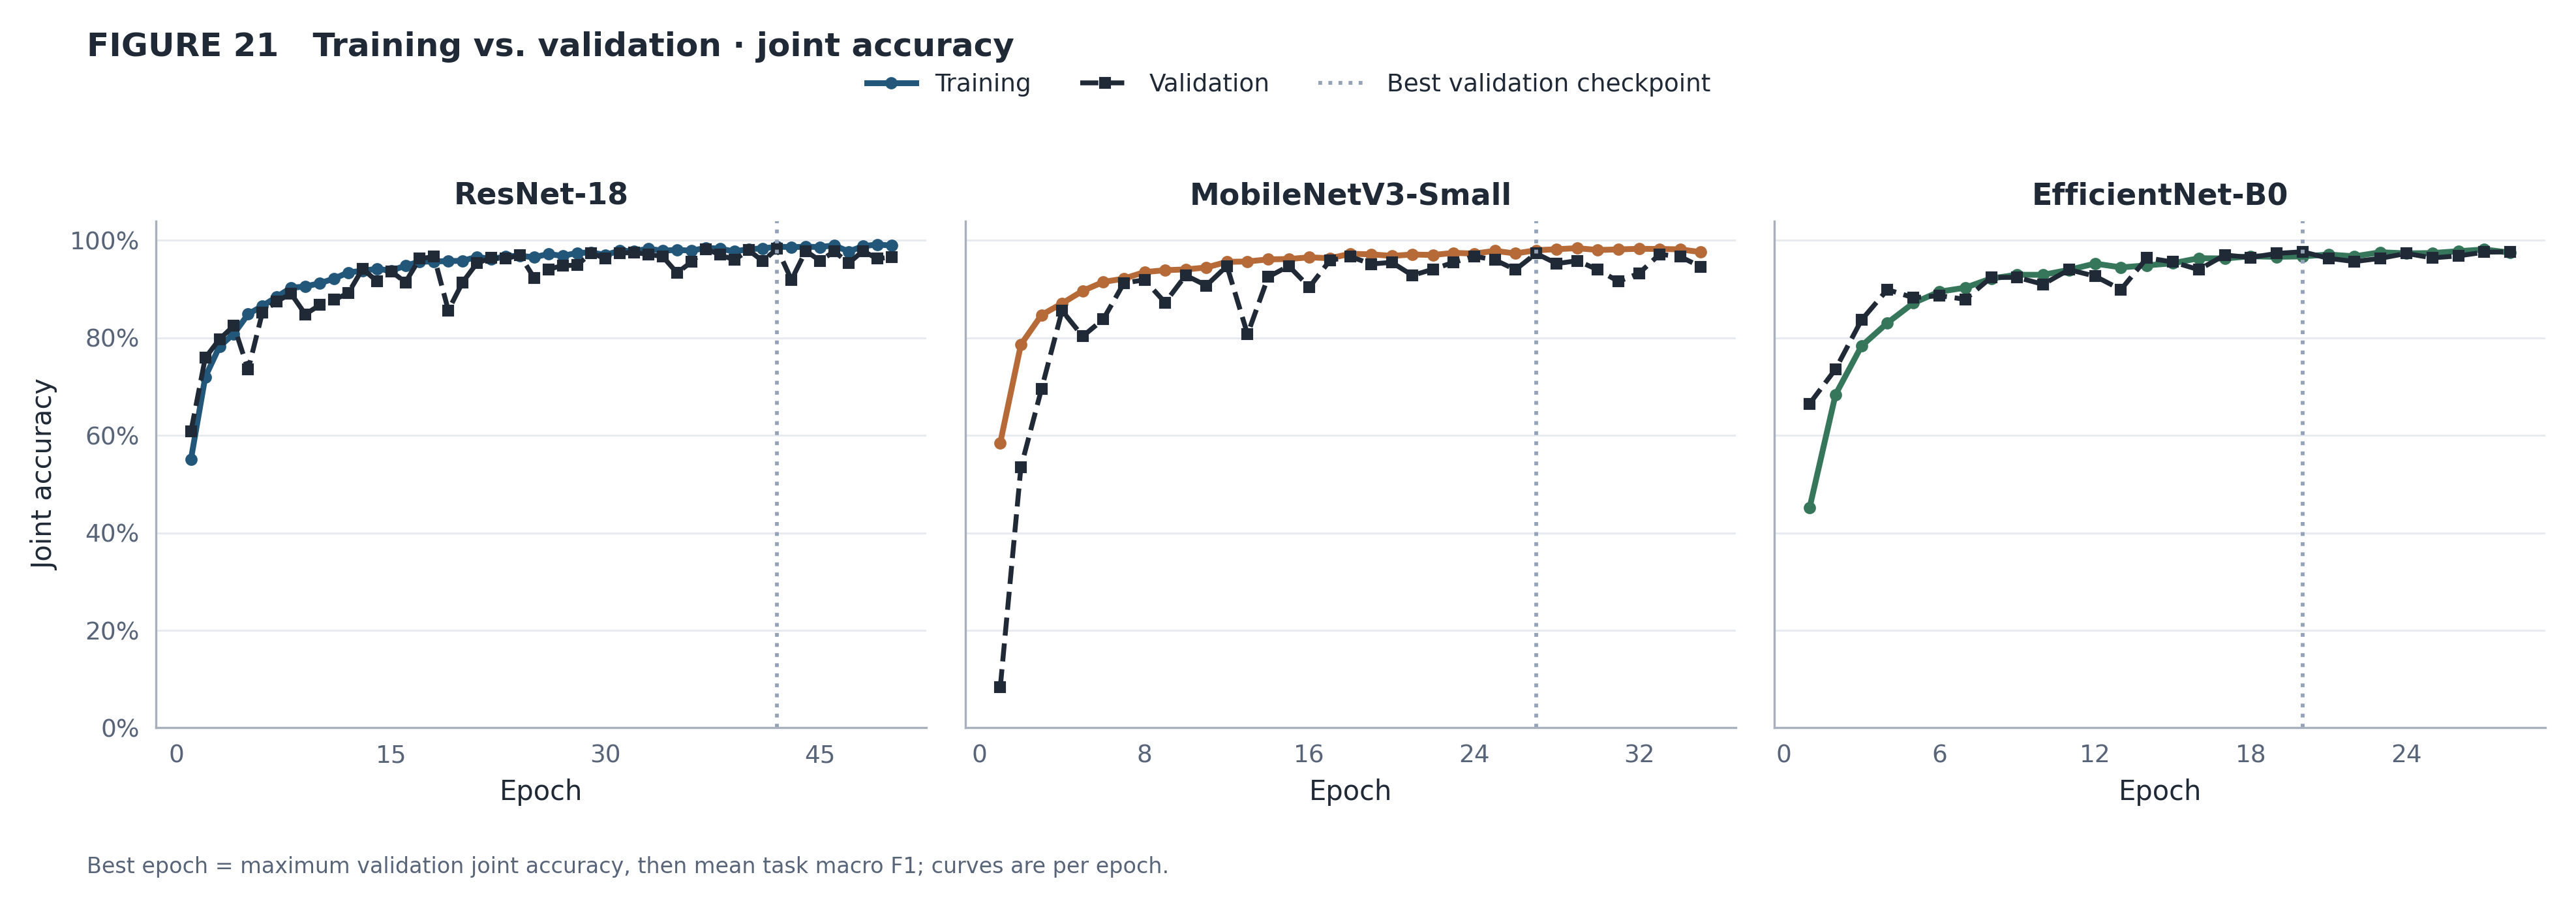 FIGURE 21 Training vs. validation · joint accuracy
Training Validation Best validation checkpoint
ResNet-18 MobileNetV3-Small EfficientNet-B0
Joint accuracy
100%
80%
60%
40%
20%
0%
0 15 30 45 0 8 16 24 32 0 6 12 18 24
Epoch Epoch Epoch
Best epoch = maximum validation joint accuracy, then mean task macro F1; curves are per epoch.